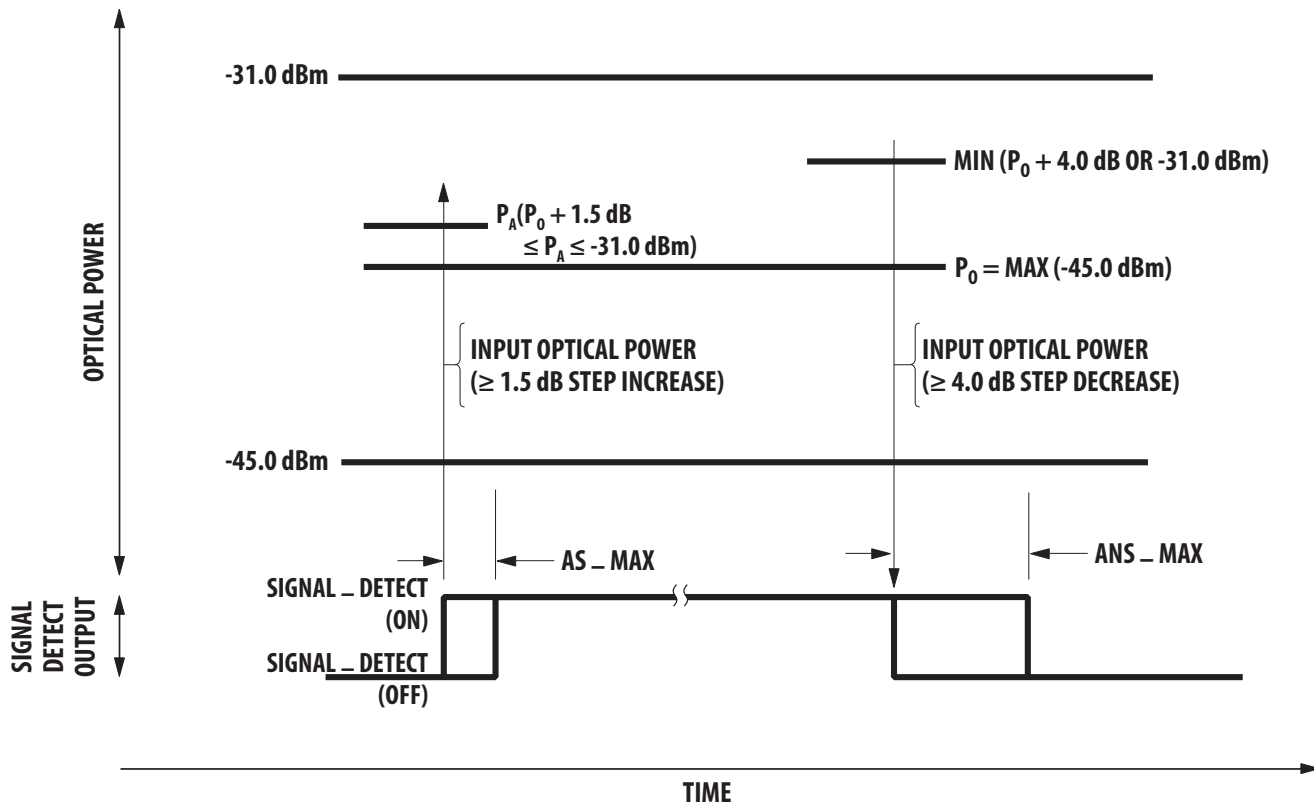 -31.0 dBm
MIN (P0 + 4.0 dB OR -31.0 dBm)
PA(P0 + 1.5 dB
≤ PA ≤ -31.0 dBm)
P0 = MAX (-45.0 dBm)
OPTICAL POWER
INPUT OPTICAL POWER
(≥ 1.5 dB STEP INCREASE)
INPUT OPTICAL POWER
(≥ 4.0 dB STEP DECREASE)
-45.0 dBm
AS _ MAX
ANS _ MAX
SIGNAL _ DETECT
(ON)
SIGNAL _ DETECT
(OFF)
SIGNAL
DETECT
OUTPUT
TIME